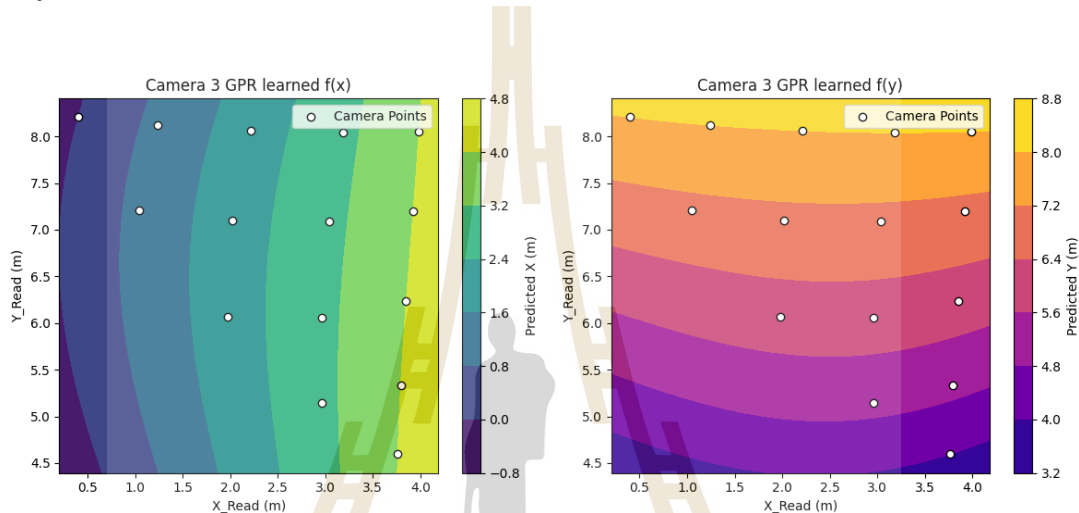 Camera 3 GPR learned f(x)
Camera Points
8.0
7.5
7.0
6.5
6.0
5.5
5.0
4.5
Y_Read (m)
0.5 1.0 1.5 2.0 2.5 3.0 3.5 4.0
X_Read (m)
4.8
4.0
3.2
2.4
1.6
0.8
0.0
−0.8
Predicted X (m)
Camera 3 GPR learned f(y)
Camera Points
8.0
7.5
7.0
6.5
6.0
5.5
5.0
4.5
Y_Read (m)
0.5 1.0 1.5 2.0 2.5 3.0 3.5 4.0
X_Read (m)
8.8
8.0
7.2
6.4
5.6
4.8
4.0
3.2
Predicted Y (m)